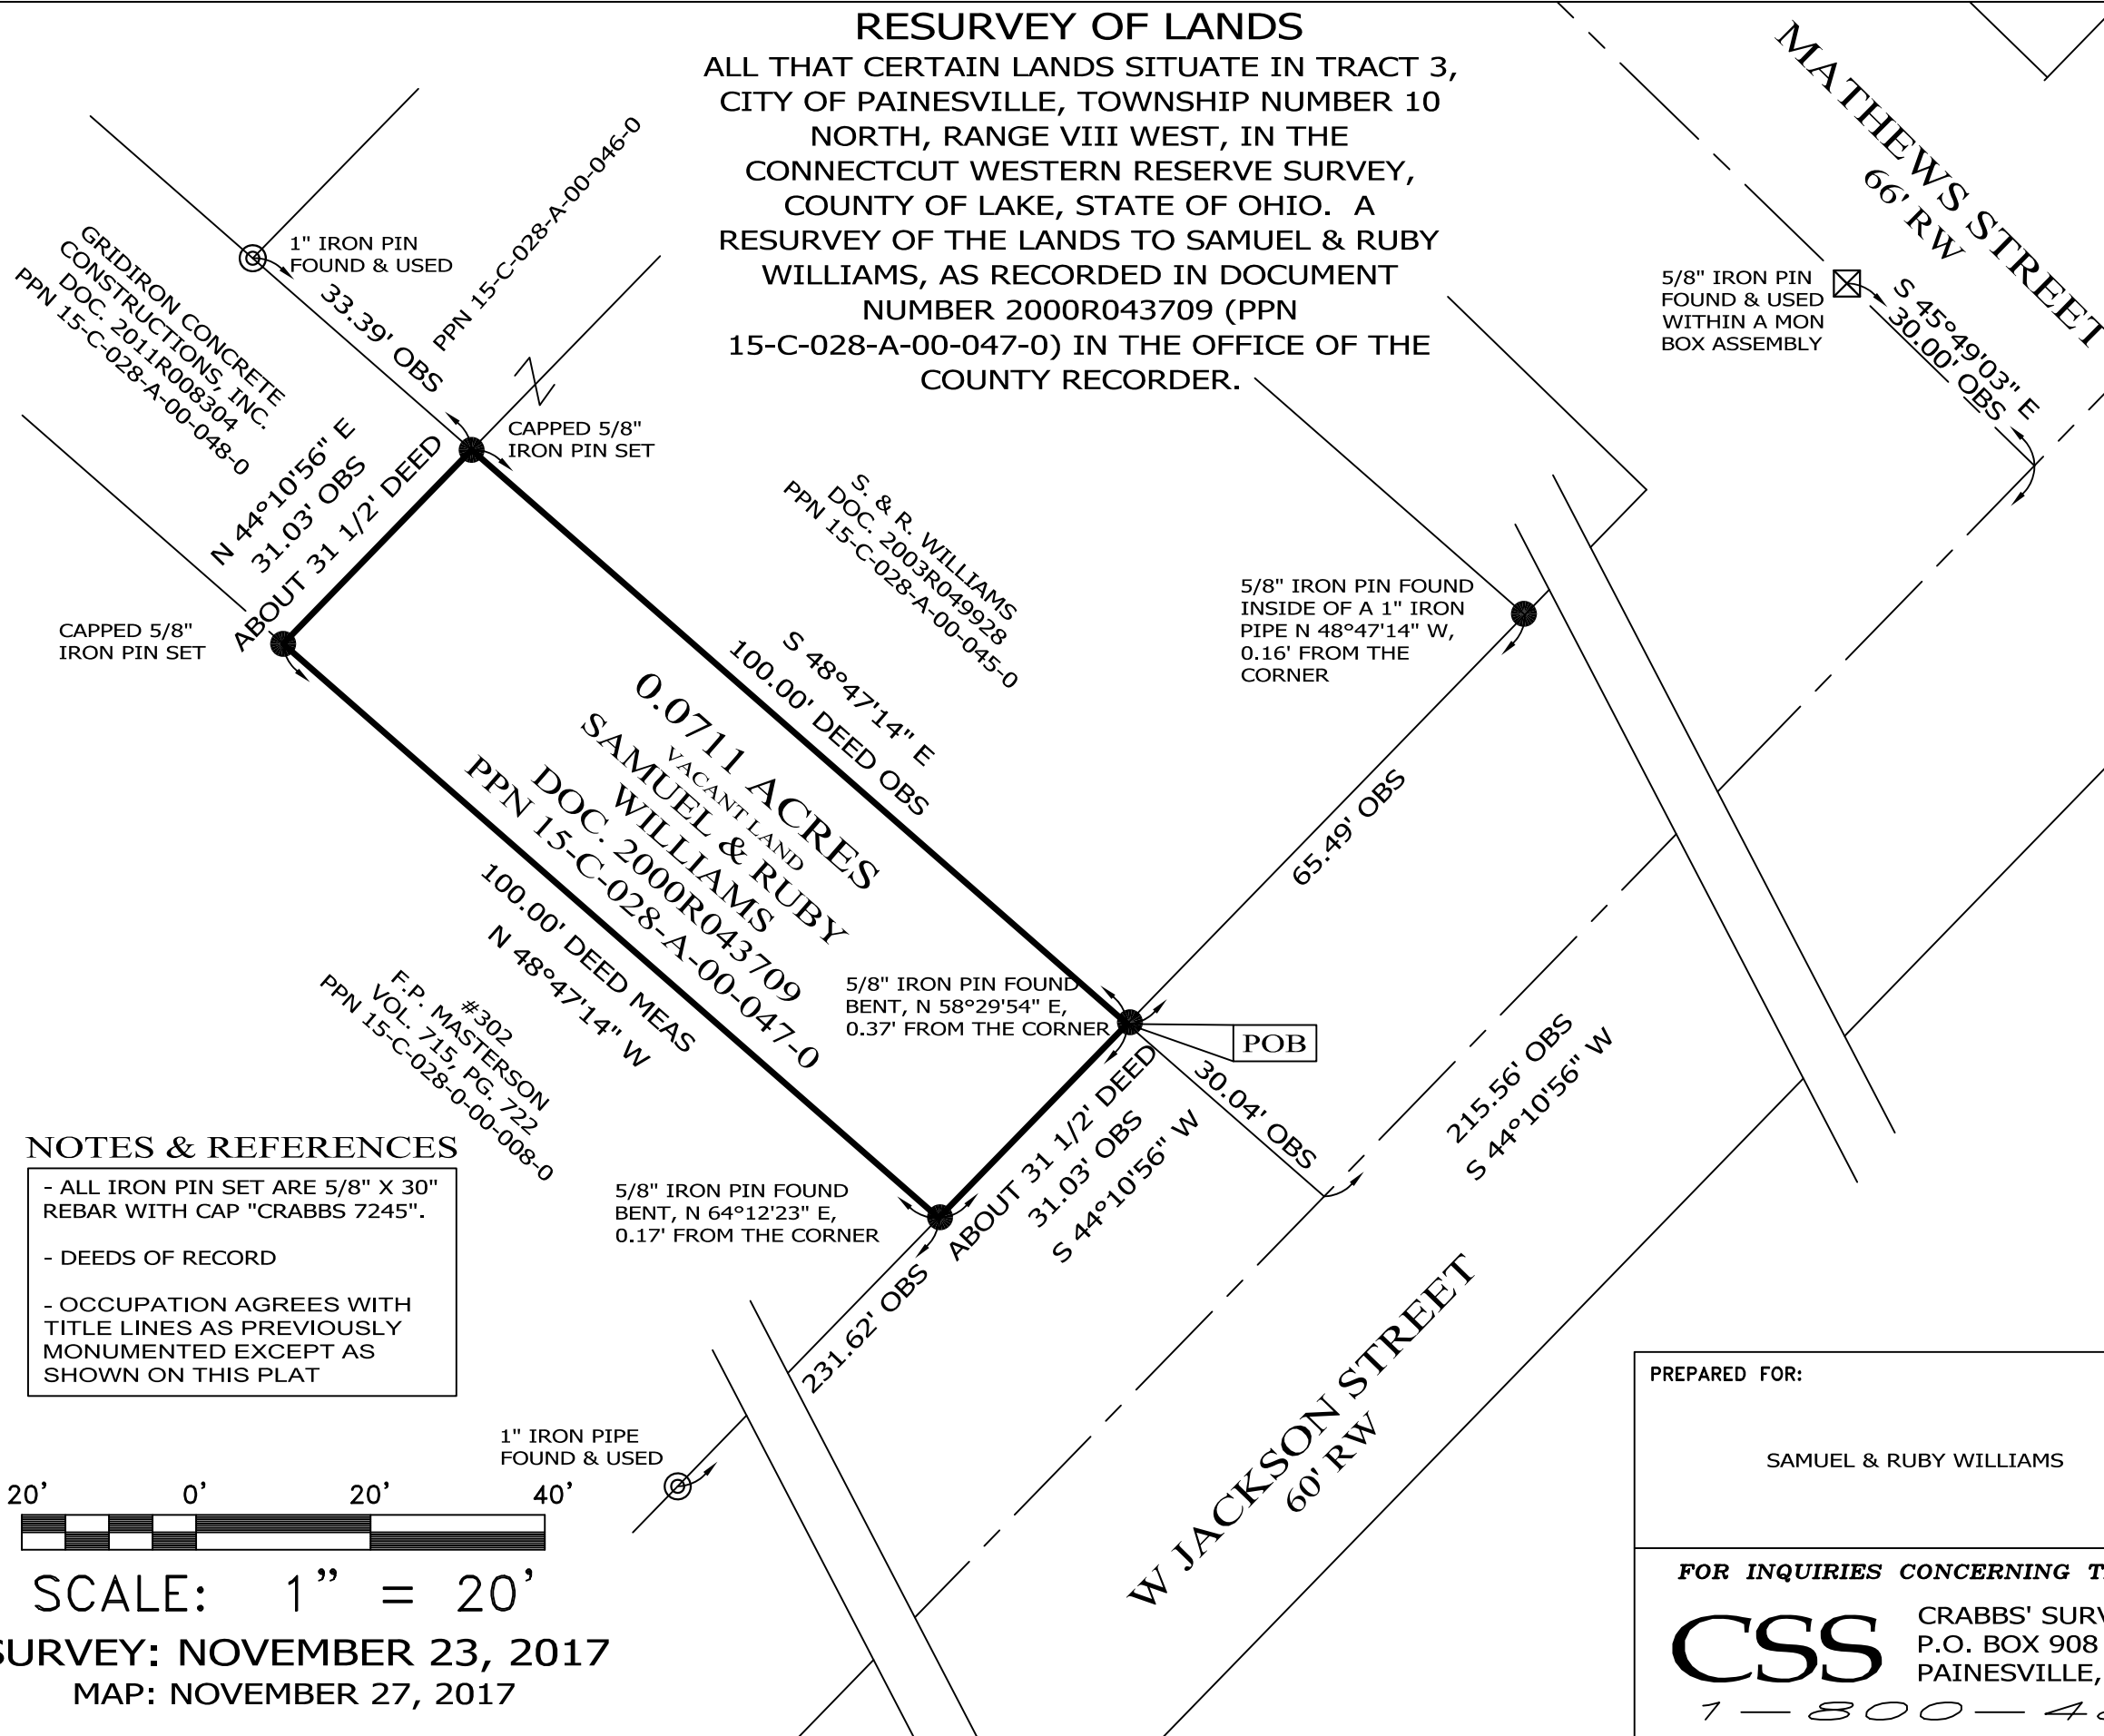 RESURVEY OF LANDS
ALL THAT CERTAIN LANDS SITUATE IN TRACT 3,
CITY OF PAINESVILLE, TOWNSHIP NUMBER 10
NORTH, RANGE VIII WEST, IN THE
CONNECTCUT WESTERN RESERVE SURVEY,
COUNTY OF LAKE, STATE OF OHIO. A
RESURVEY OF THE LANDS TO SAMUEL & RUBY
WILLIAMS, AS RECORDED IN DOCUMENT
NUMBER 2000R043709 (PPN
15-C-028-A-00-047-0) IN THE OFFICE OF THE
COUNTY RECORDER.
MATHEWS STREET
66' RW
1" IRON PIN
FOUND & USED
PPN 15-C-028-A-00-046-0
GRIDIRON CONCRETE
CONSTRUCTIONS, INC.
DOC. 2011R008304
PPN 15-C-028-A-00-048-0
33.39' OBS
5/8" IRON PIN
FOUND & USED
WITHIN A MON
BOX ASSEMBLY
S 45°49'03" E
30.00' OBS
CAPPED 5/8"
IRON PIN SET
N 44°10'56" E
31.03' OBS
ABOUT 31 1/2' DEED
CAPPED 5/8"
IRON PIN SET
S. & R. WILLIAMS
DOC. 2003R049928
PPN 15-C-028-A-00-045-0
5/8" IRON PIN FOUND
INSIDE OF A 1" IRON
PIPE N 48°47'14" W,
0.16' FROM THE
CORNER
S 48°47'14" E
100.00' DEED OBS
0.0711 ACRES
VACANT LAND
SAMUEL & RUBY
WILLIAMS
DOC. 2000R043709
PPN 15-C-028-A-00-047-0
65.49' OBS
100.00' DEED MEAS
N 48°47'14" W
5/8" IRON PIN FOUND
BENT, N 58°29'54" E,
0.37' FROM THE CORNER
POB
#302
F.P. MASTERSON
VOL. 715, PG. 722
PPN 15-C-028-0-00-008-0
30.04' OBS
215.56' OBS
S 44°10'56" W
ABOUT 31 1/2' DEED
31.03' OBS
S 44°10'56" W
5/8" IRON PIN FOUND
BENT, N 64°12'23" E,
0.17' FROM THE CORNER
NOTES & REFERENCES
- ALL IRON PIN SET ARE 5/8" X 30"
REBAR WITH CAP "CRABBS 7245".
- DEEDS OF RECORD
- OCCUPATION AGREES WITH
TITLE LINES AS PREVIOUSLY
MONUMENTED EXCEPT AS
SHOWN ON THIS PLAT
231.62' OBS
1" IRON PIPE
FOUND & USED
W JACKSON STREET
60' RW
20' 0' 20' 40'
SCALE: 1" = 20'
SURVEY: NOVEMBER 23, 2017
MAP: NOVEMBER 27, 2017
PREPARED FOR:
SAMUEL & RUBY WILLIAMS
FOR INQUIRIES CONCERNING
CSS
CRABBS'
P.O. BOX 908
PAINESVILLE,
1-800-4